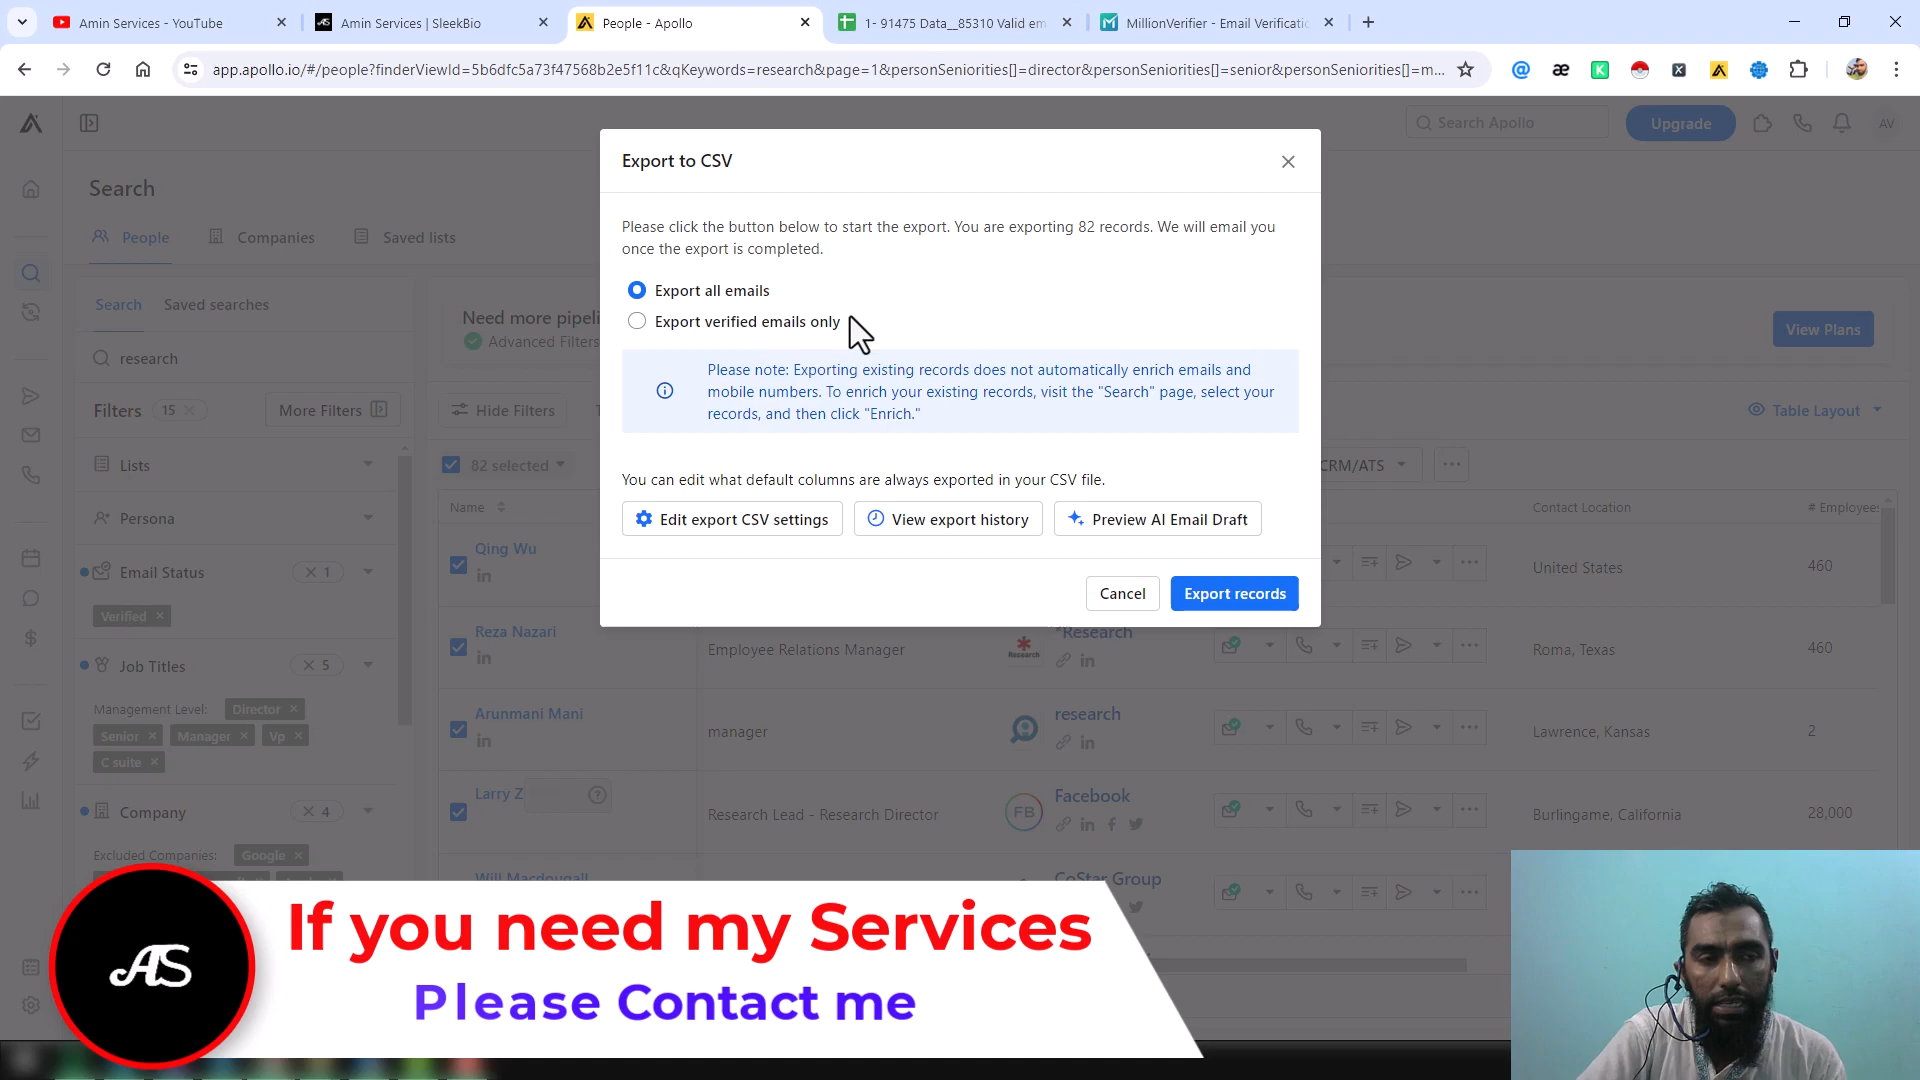 Amin Services - YouTube
Amin Services | SleekBio
People - Apollo
1- 91475 Data__85310 Valid em
MillionVerifier - Email Verificati
app.apollo.io/#/people?finderViewId=5b6dfc5a73f47568b2e5f11c&qKeywords=research&page=1&personSeniorities[]=director&personSeniorities[]=senior&personSeniorities[]=m...
Search Apollo
Upgrade
AV
Search
People
Companies
Saved lists
Search
Saved searches
research
Filters 15
More Filters
Lists
Persona
Email Status
1
Verified
Job Titles
5
Management Level: Director
Senior
Manager
Vp
C suite
Company
4
Excluded Companies: Google
Need more pipeli
Advanced Filters
View Plans
Hide Filters
Table Layout
82 selected
CRM/ATS
Name
Contact Location
# Employees
Qing Wu
United States
460
Reza Nazari
Employee Relations Manager
Research
Roma, Texas
460
Arunmani Mani
manager
research
Lawrence, Kansas
2
Larry Z
Research Lead - Research Director
FB
Facebook
Burlingame, California
28,000
Will Macdougall
CoStar Group
Export to CSV
Please click the button below to start the export. You are exporting 82 records. We will email you
once the export is completed.
Export all emails
Export verified emails only
Please note: Exporting existing records does not automatically enrich emails and
mobile numbers. To enrich your existing records, visit the "Search" page, select your
records, and then click "Enrich."
You can edit what default columns are always exported in your CSV file.
Edit export CSV settings
View export history
Preview AI Email Draft
Cancel
Export records
AS
If you need my Services
Please Contact me